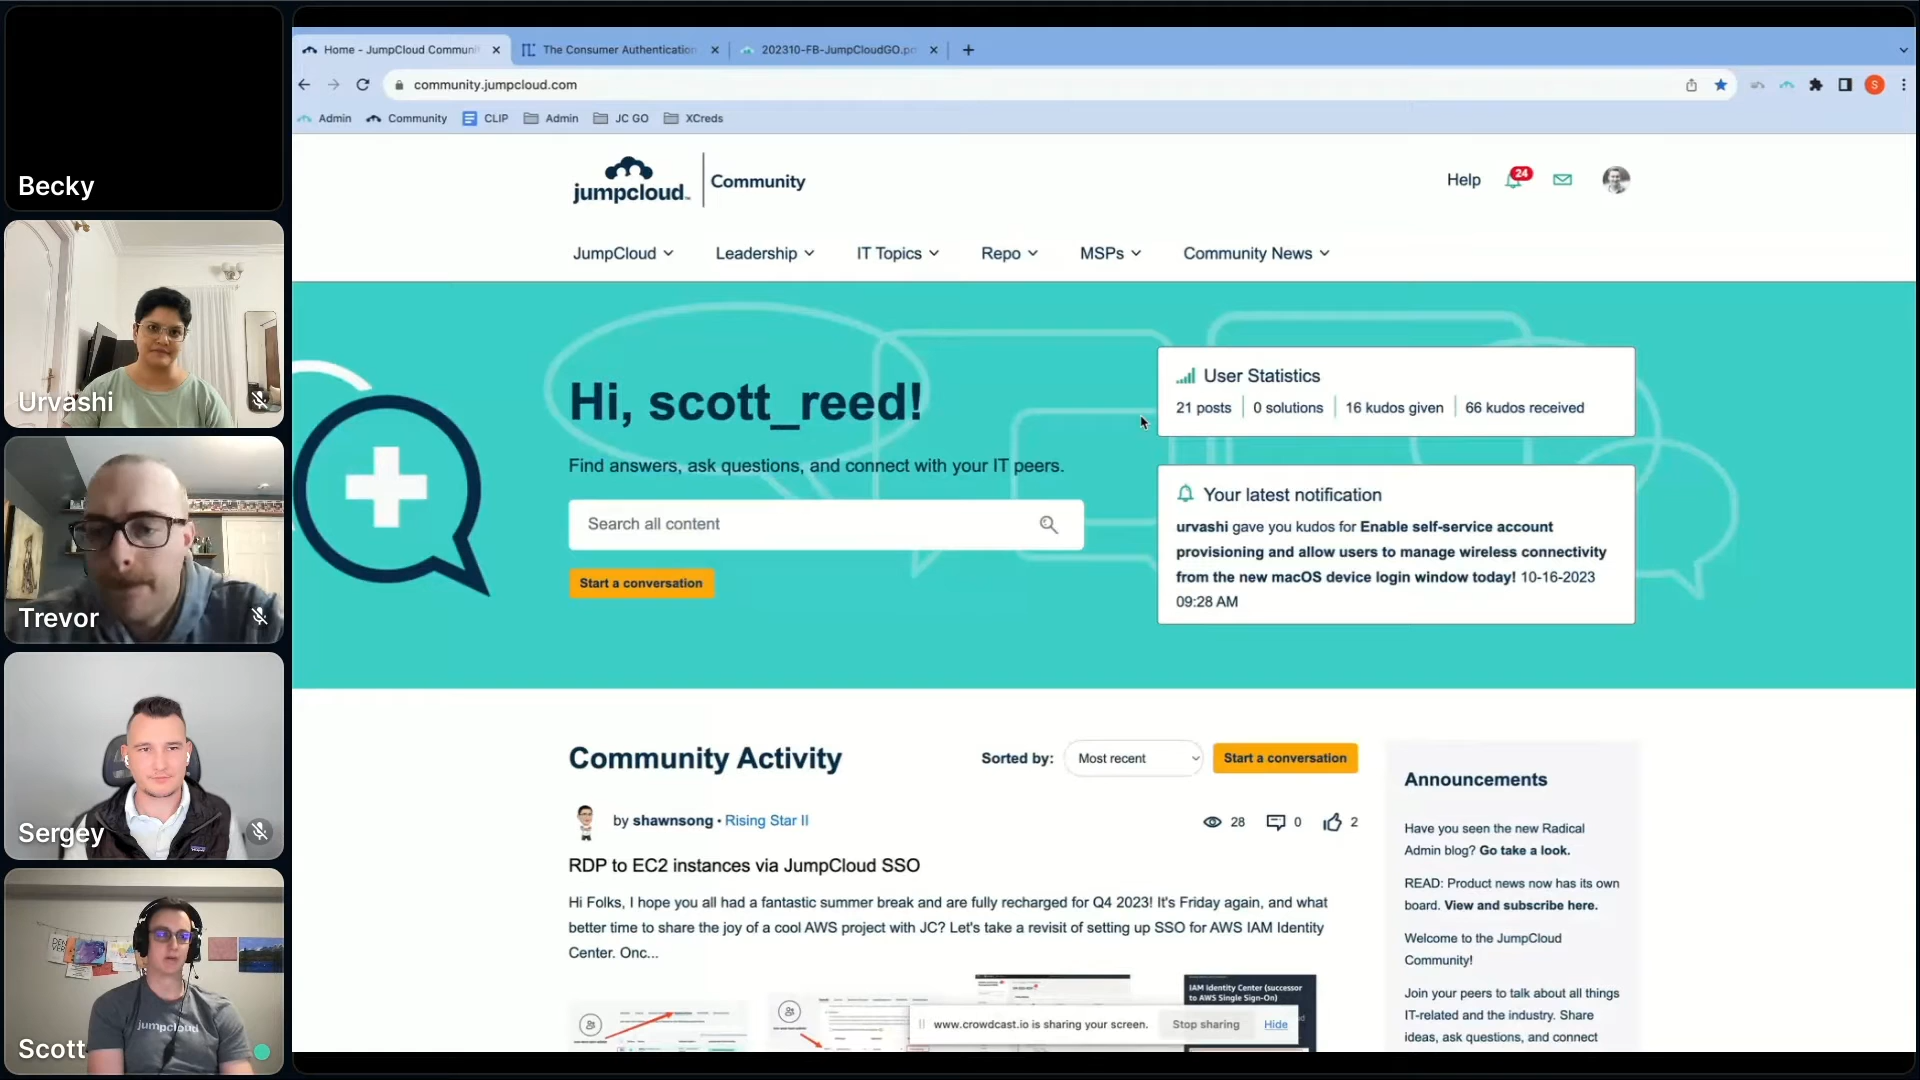 Becky
Urvashi
Trevor
Sergey
jumpcloud
Scott
Home - JumpCloud Communi
The Consumer Authentication
202310-FB-JumpCloudGO.p
community.jumpcloud.com
S
Admin
Community
CLIP
Admin
JC GO
XCreds
jumpcloud
Community
Help
24
JumpCloud
Leadership
IT Topics
Repo
MSPs
Community News
Hi, scott_reed!
Find answers, ask questions, and connect with your IT peers.
Search all content
Start a conversation
User Statistics
21 posts 0 solutions 16 kudos given 66 kudos received
Your latest notification
urvashi gave you kudos for Enable self-service account
provisioning and allow users to manage wireless connectivity
from the new macOS device login window today! 10-16-2023
09:28 AM
Community Activity
Sorted by: Most recent
Start a conversation
by shawnsong • Rising Star II
28 0 2
RDP to EC2 instances via JumpCloud SSO
Hi Folks, I hope you all had a fantastic summer break and are fully recharged for Q4 2023! It's Friday again, and what
better time to share the joy of a cool AWS project with JC? Let's take a revisit of setting up SSO for AWS IAM Identity
Center. Onc...
IAM Identity Center (successor
to AWS Single Sign-On)
www.crowdcast.io is sharing your screen. Stop sharing Hide
Announcements
Have you seen the new Radical
Admin blog? Go take a look.
READ: Product news now has its own
board. View and subscribe here.
Welcome to the JumpCloud
Community!
Join your peers to talk about all things
IT-related and the industry. Share
ideas, ask questions, and connect